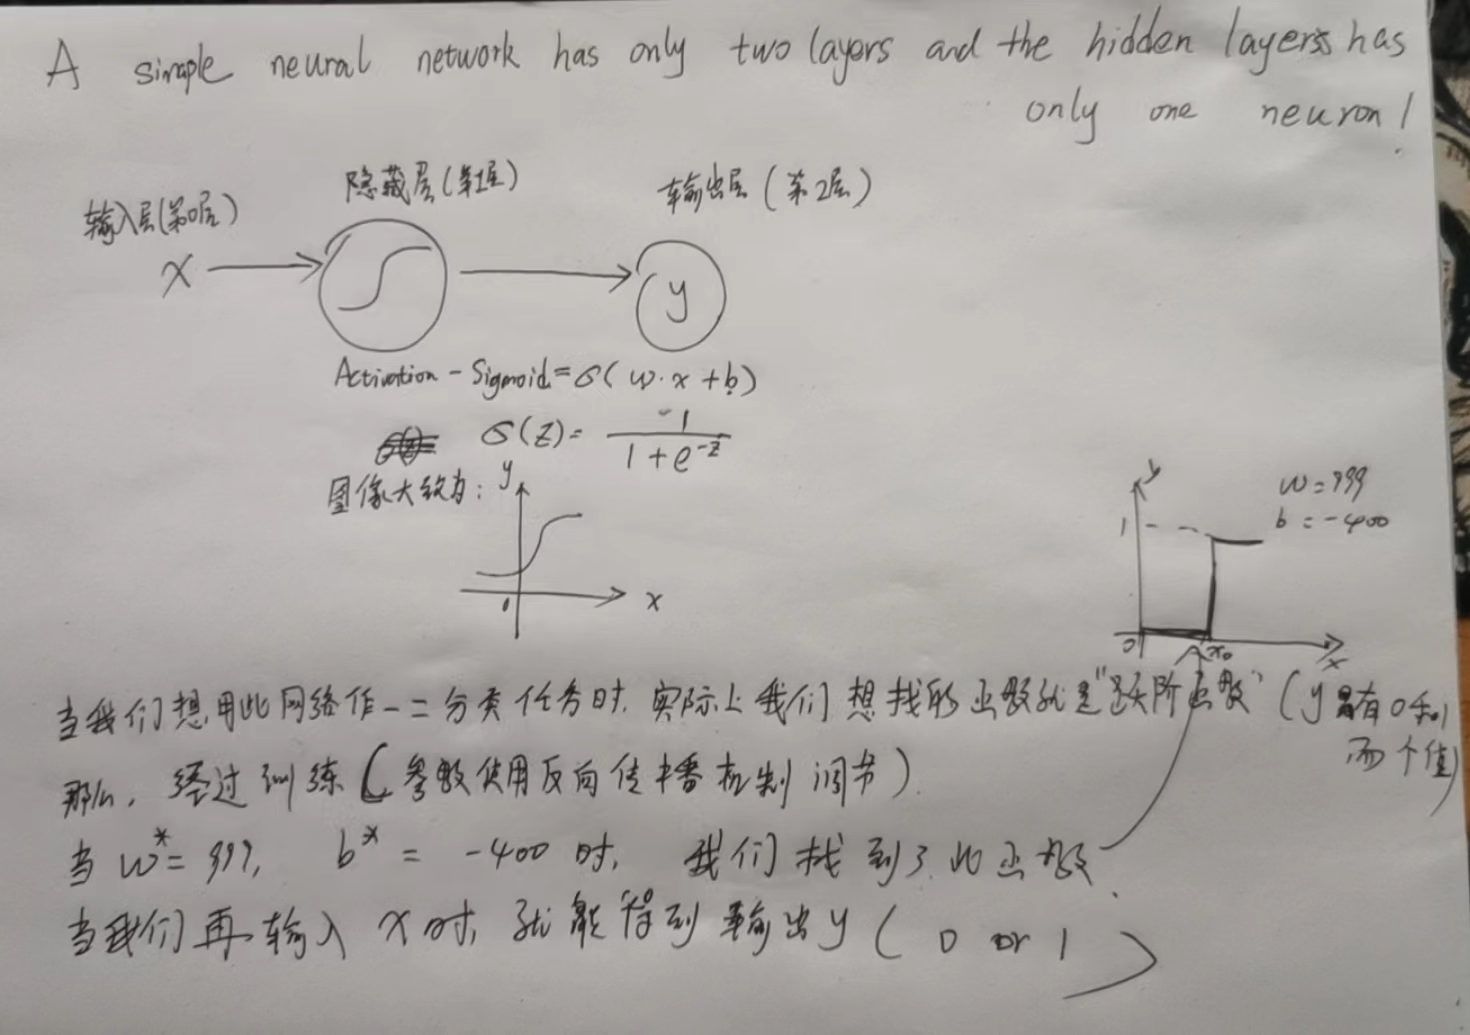 A simple neural network has only two layers and the hidden layers has
only one neuron!
隐藏层(第1层)
输出层(第2层)
输入层(第0层)
x
y
Activation - Sigmoid = σ(w·x+b)
σ(z) = 1/(1+e^-z)
图像大致为:
y
x
0
y
1
0
x₀
x
w=999
b=-400
当我们想用此网络作一二分类任务时,实际上我们想找的函数就是"跃阶函数"(y只有0和1
两个值)
那么,经过训练(参数使用反向传播机制调节).
当 w*=999, b* = -400 时, 我们找到了此函数.
当我们再输入 x 时, 就能得到输出y ( 0 or 1 )